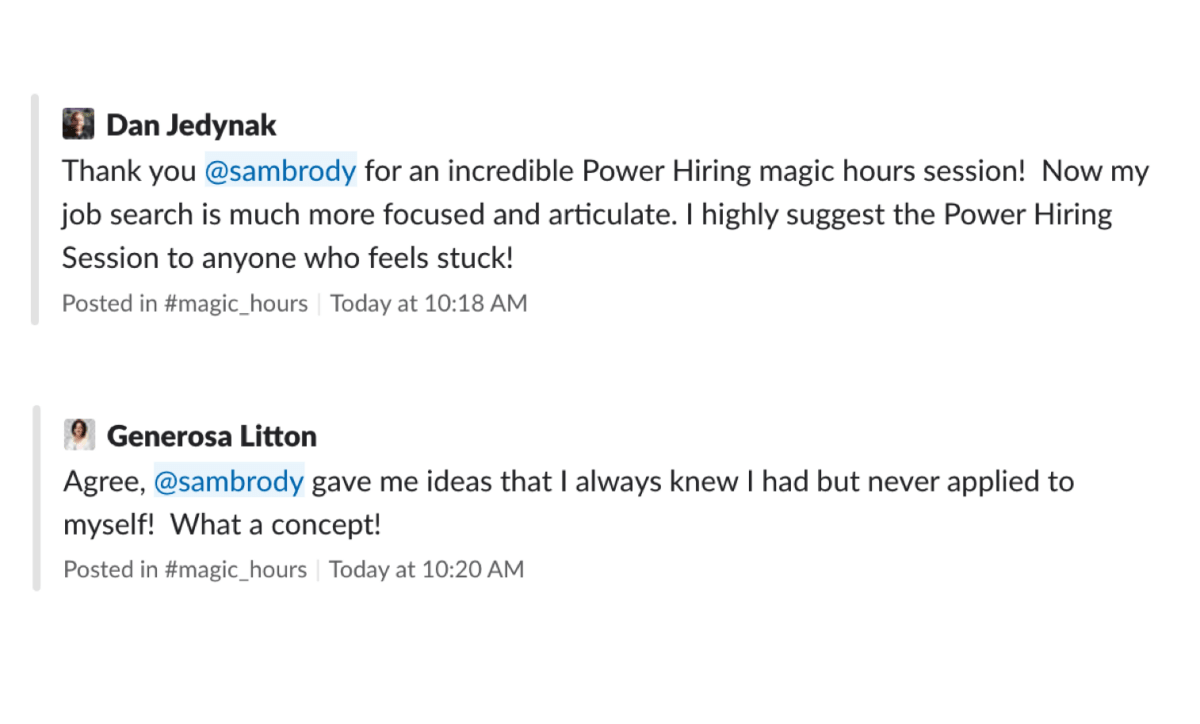 Dan Jedynak
Thank you @sambrody for an incredible Power Hiring magic hours session!  Now my
job search is much more focused and articulate. I highly suggest the Power Hiring
Session to anyone who feels stuck!
Posted in #magic_hours | Today at 10:18 AM
Generosa Litton
Agree, @sambrody gave me ideas that I always knew I had but never applied to
myself!  What a concept!
Posted in #magic_hours | Today at 10:20 AM